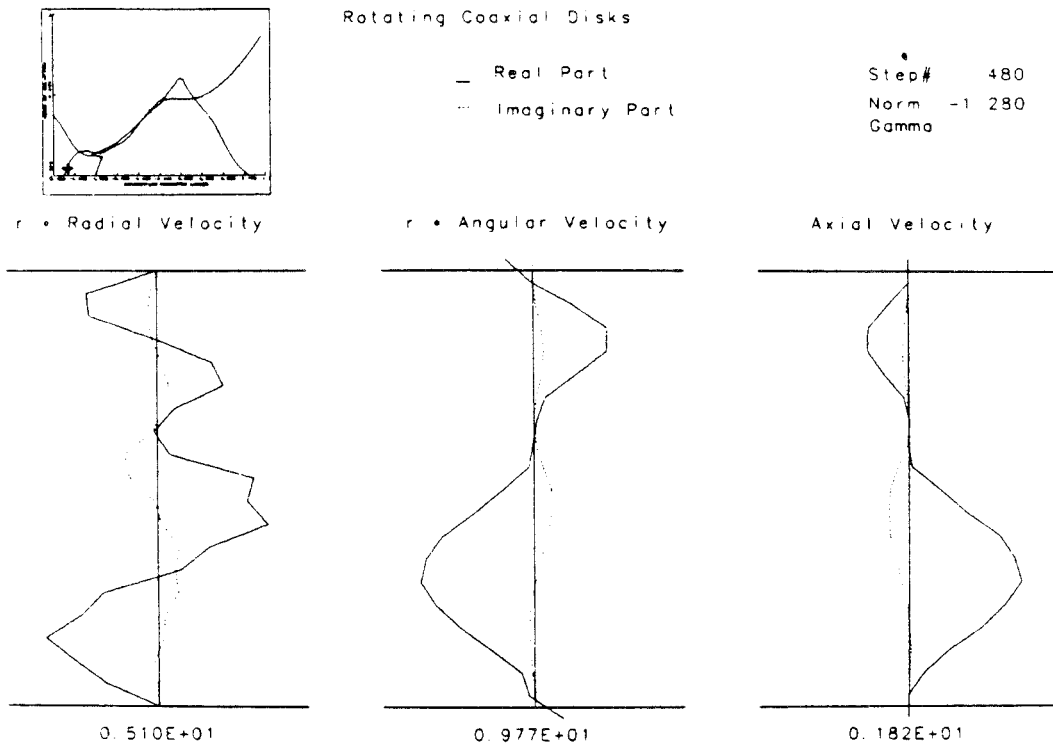 Rotating Coaxial Disks
Real Part
Imaginary Part
Step# 480
Norm -1 280
Gamma
r • Radial Velocity
r • Angular Velocity
Axial Velocity
0.510E+01
0.977E+01
0.182E+01